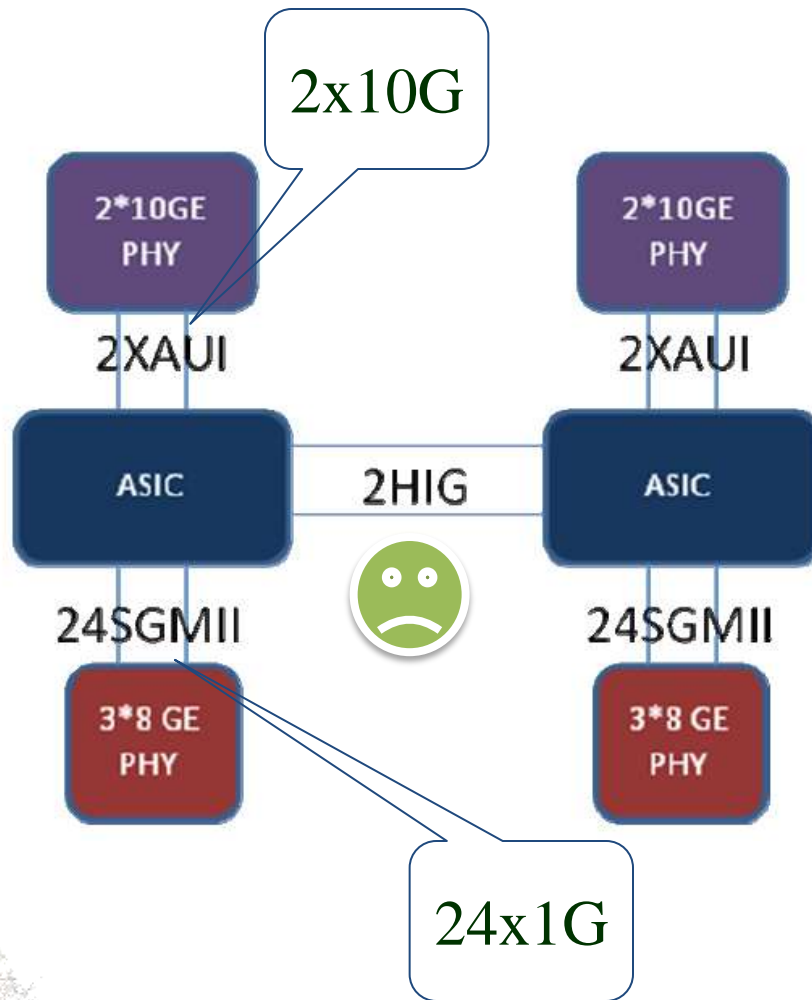 2x10G
2*10GE
PHY
2*10GE
PHY
2XAUI
2XAUI
ASIC
2HIG
ASIC
24SGMII
24SGMII
3*8 GE
PHY
3*8 GE
PHY
24x1G